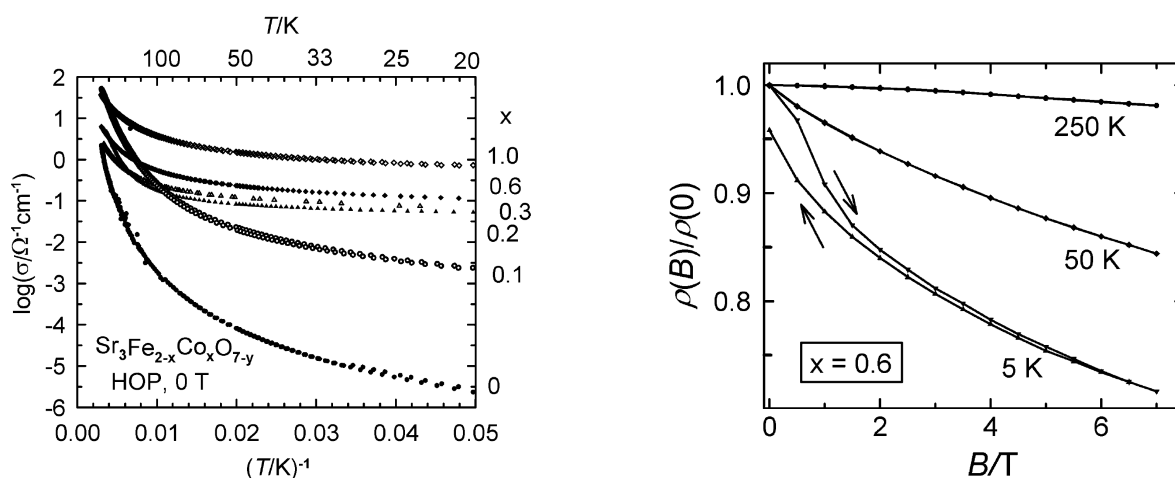 T/K
100 50 33 25 20
2
1
0
-1
-2
-3
-4
-5
-6
log(σ/Ω⁻¹cm⁻¹)
x
1.0
0.6
0.3
0.2
0.1
0
Sr₃Fe₂₋ₓCoₓO₇₋ᵧ
HOP, 0 T
0.00 0.01 0.02 0.03 0.04 0.05
(T/K)⁻¹
1.0
0.9
0.8
ρ(B)/ρ(0)
250 K
50 K
5 K
x = 0.6
0 2 4 6
B/T